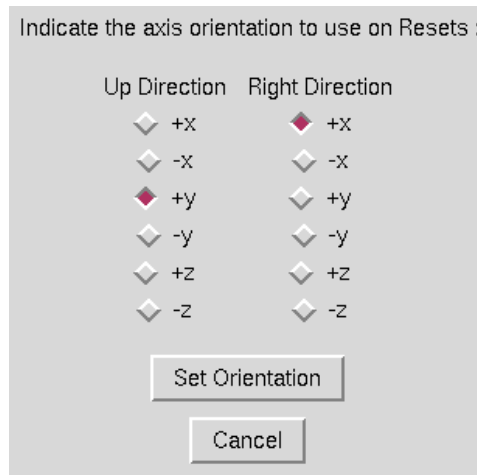 Indicate the axis orientation to use on Resets :
Up Direction Right Direction
+x +x
-x -x
+y +y
-y -y
+z +z
-z -z
Set Orientation
Cancel